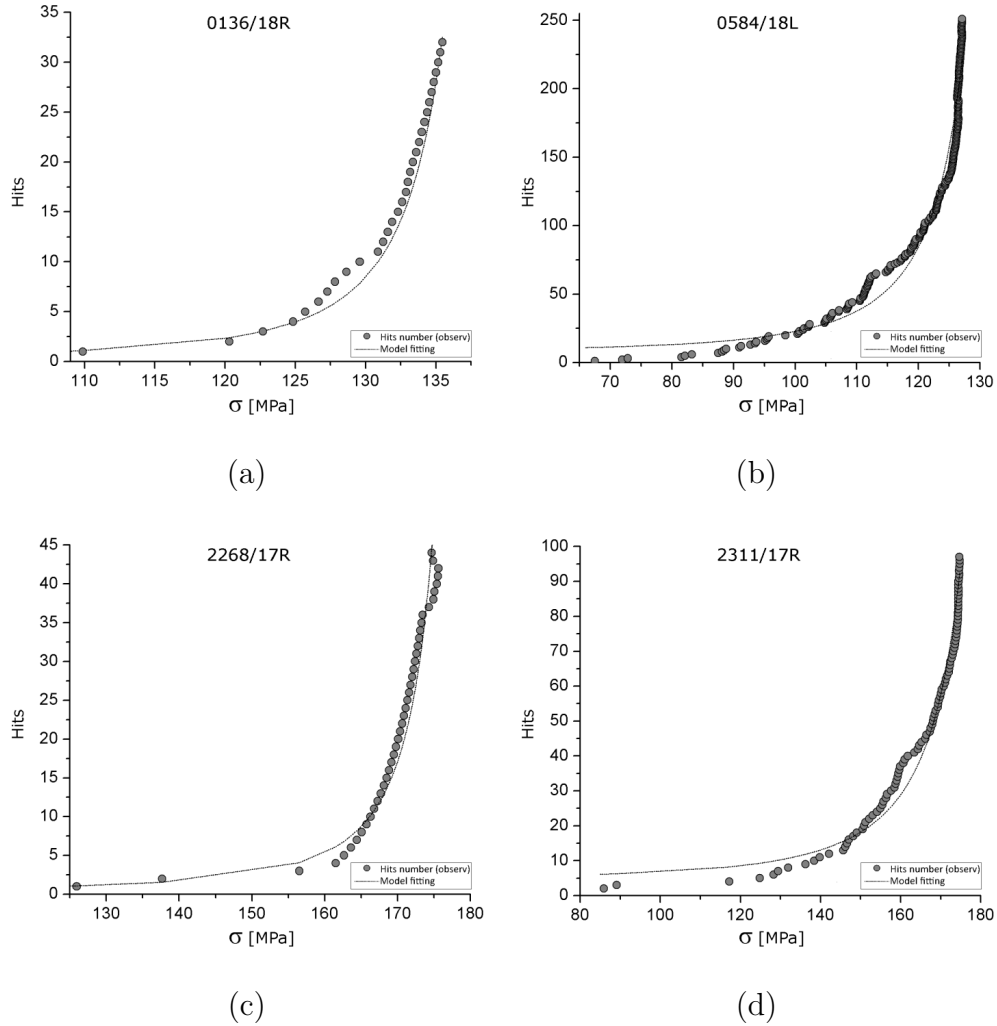 0136/18R
35
30
25
20
15
10
5
0
Hits
110 115 120 125 130 135
σ [MPa]
Hits number (observ)
Model fitting
(a)
0584/18L
250
200
150
100
50
0
Hits
70 80 90 100 110 120 130
σ [MPa]
Hits number (observ)
Model fitting
(b)
2268/17R
45
40
35
30
25
20
15
10
5
0
Hits
130 140 150 160 170 180
σ [MPa]
Hits number (observ)
Model fitting
(c)
2311/17R
100
90
80
70
60
50
40
30
20
10
0
Hits
80 100 120 140 160 180
σ [MPa]
Hits number (observ)
Model fitting
(d)